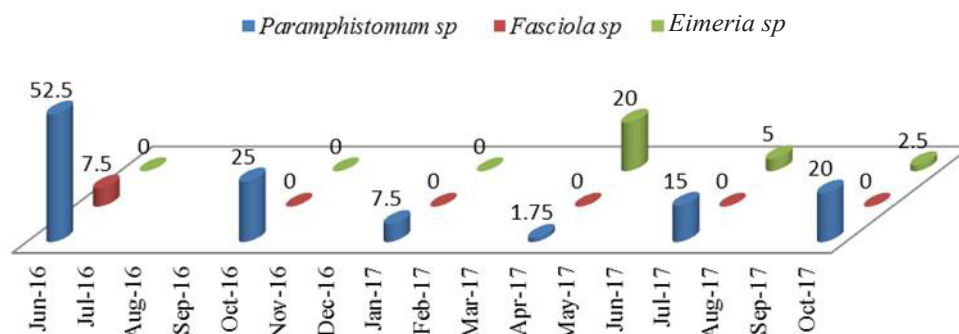 Paramphistomum sp Fasciola sp Eimeria sp
52.5 7.5 0 25 0 0 7.5 0 0 1.75 0 20 15 0 5 20 0 2.5
Jun-16 Jul-16 Aug-16 Sep-16 Oct-16 Nov-16 Dec-16 Jan-17 Feb-17 Mar-17 Apr-17 May-17 Jun-17 Jul-17 Aug-17 Sep-17 Oct-17